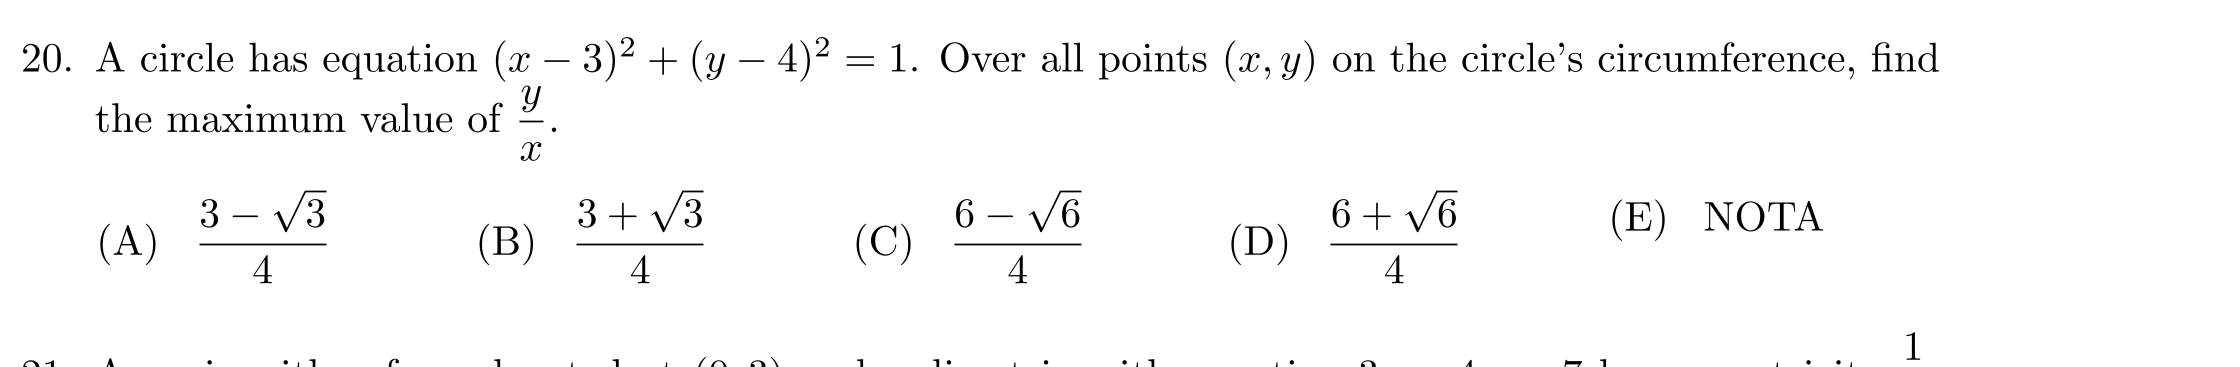 20. A circle has equation (x − 3)² + (y − 4)² = 1. Over all points (x, y) on the circle's circumference, find
the maximum value of y/x.
(A) (3 − √3)/4 (B) (3 + √3)/4 (C) (6 − √6)/4 (D) (6 + √6)/4 (E) NOTA
1